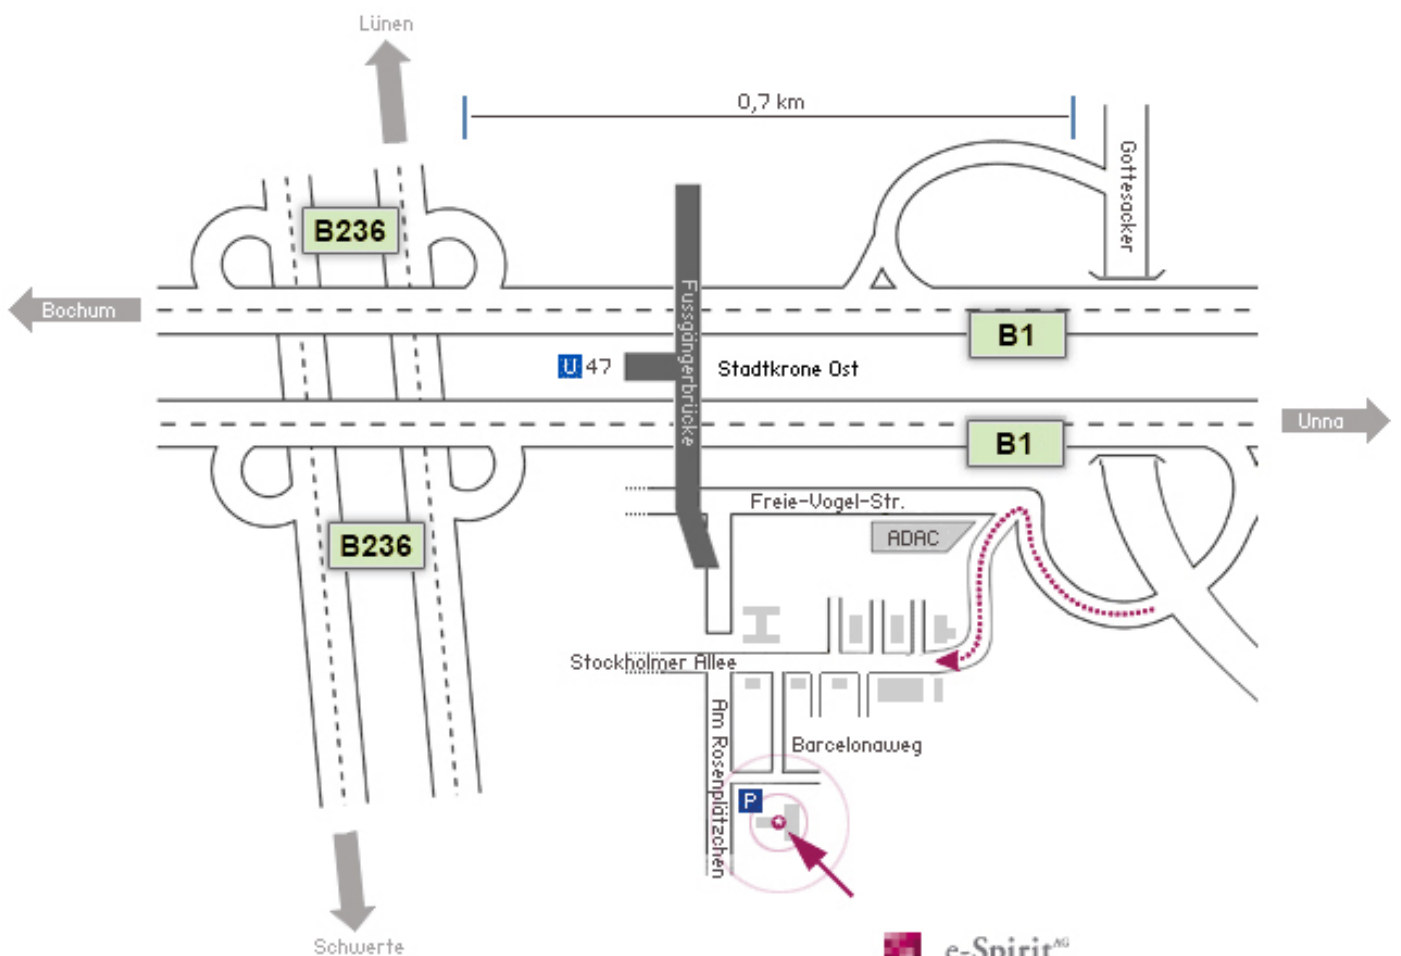 Lünen
0,7 km
Gottesacker
B236
Bochum
Fussgängerbrücke
B1
U 47
Stadtkrone Ost
Unna
B1
Freie-Vogel-Str.
ADAC
B236
Stockholmer Allee
Am Rosenplätzchen
Barcelonaweg
P
Schwerte
e-Spirit AG